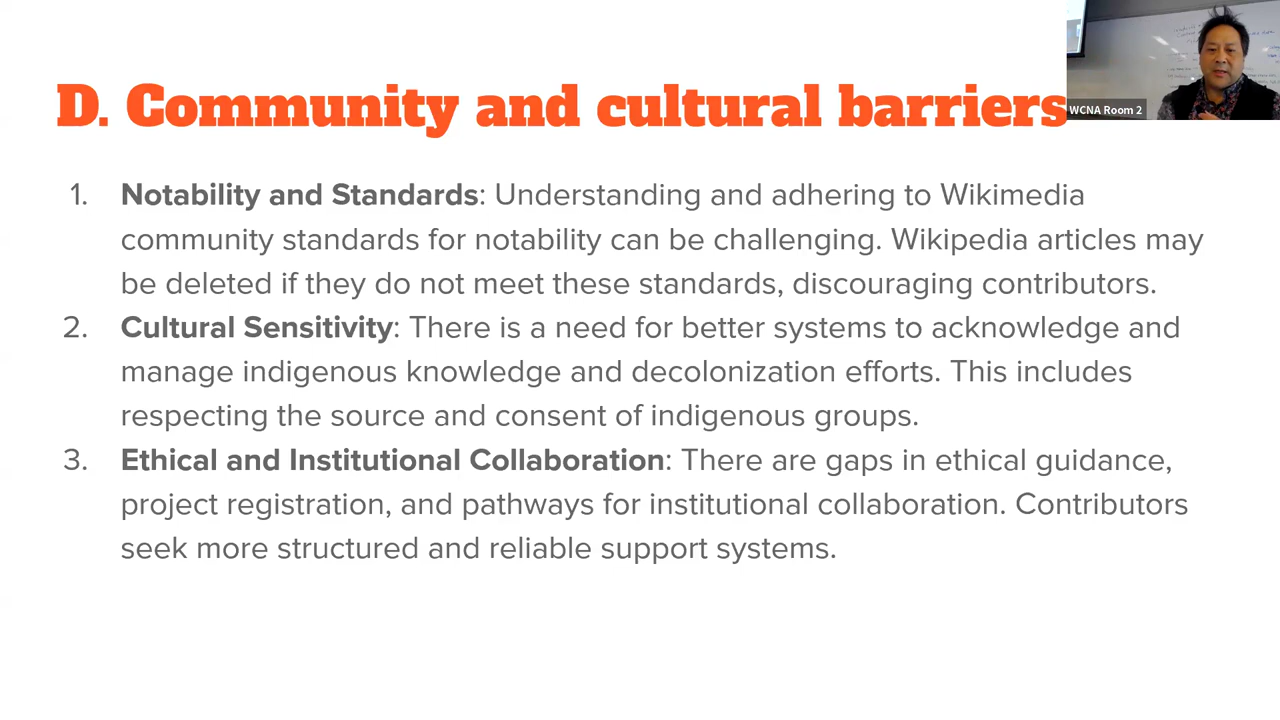 D. Community and cultural barriers
WCNA Room 2
1. Notability and Standards: Understanding and adhering to Wikimedia
community standards for notability can be challenging. Wikipedia articles may
be deleted if they do not meet these standards, discouraging contributors.
2. Cultural Sensitivity: There is a need for better systems to acknowledge and
manage indigenous knowledge and decolonization efforts. This includes
respecting the source and consent of indigenous groups.
3. Ethical and Institutional Collaboration: There are gaps in ethical guidance,
project registration, and pathways for institutional collaboration. Contributors
seek more structured and reliable support systems.